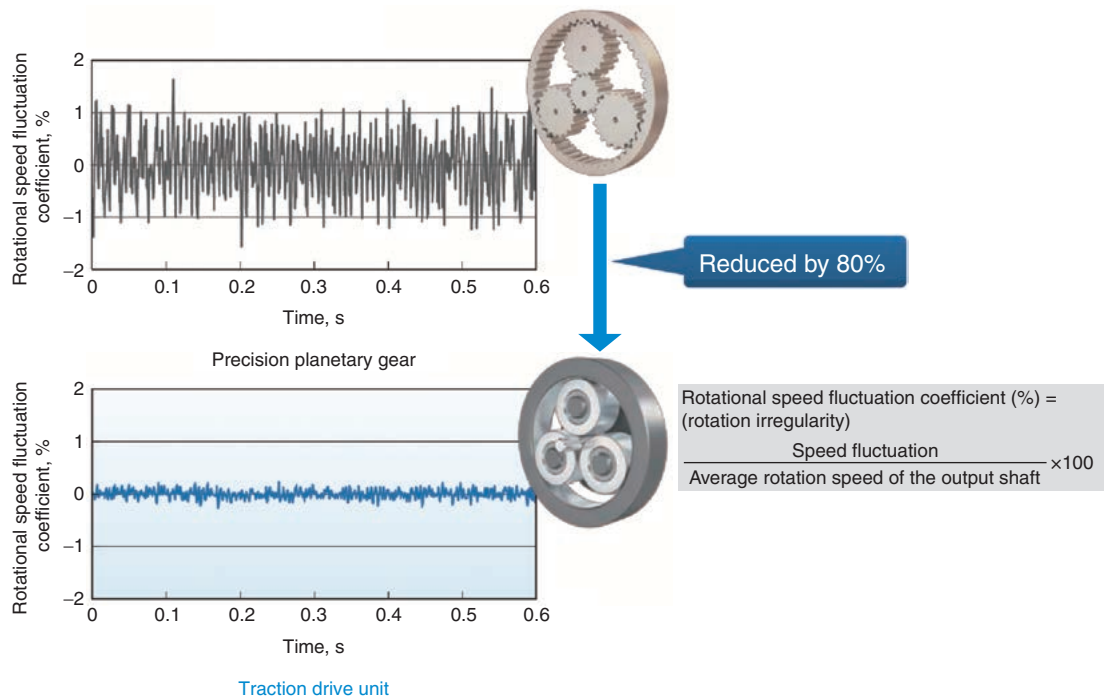 Rotational speed fluctuation
coefficient, %
2
1
0
−1
−2
0 0.1 0.2 0.3 0.4 0.5 0.6
Time, s
Precision planetary gear
Reduced by 80%
Rotational speed fluctuation
coefficient, %
2
1
0
−1
−2
0 0.1 0.2 0.3 0.4 0.5 0.6
Time, s
Traction drive unit
Rotational speed fluctuation coefficient (%) =
(rotation irregularity)
Speed fluctuation
Average rotation speed of the output shaft
×100